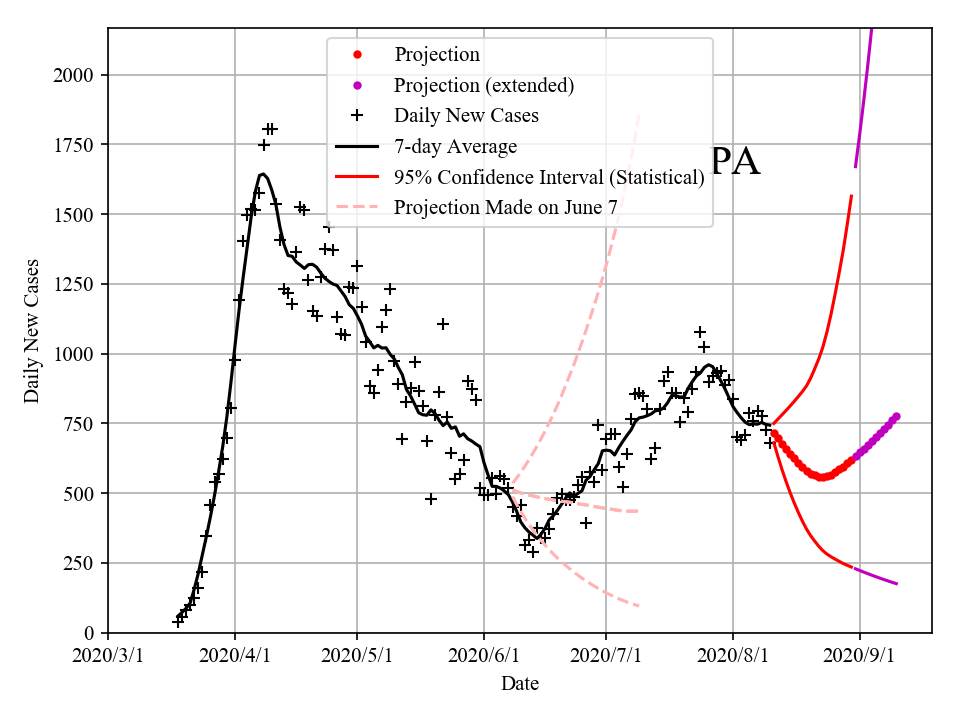 Projection
Projection (extended)
Daily New Cases
7-day Average
95% Confidence Interval (Statistical)
Projection Made on June 7
PA
Daily New Cases
2000
1750
1500
1250
1000
750
500
250
0
2020/3/1 2020/4/1 2020/5/1 2020/6/1 2020/7/1 2020/8/1 2020/9/1
Date